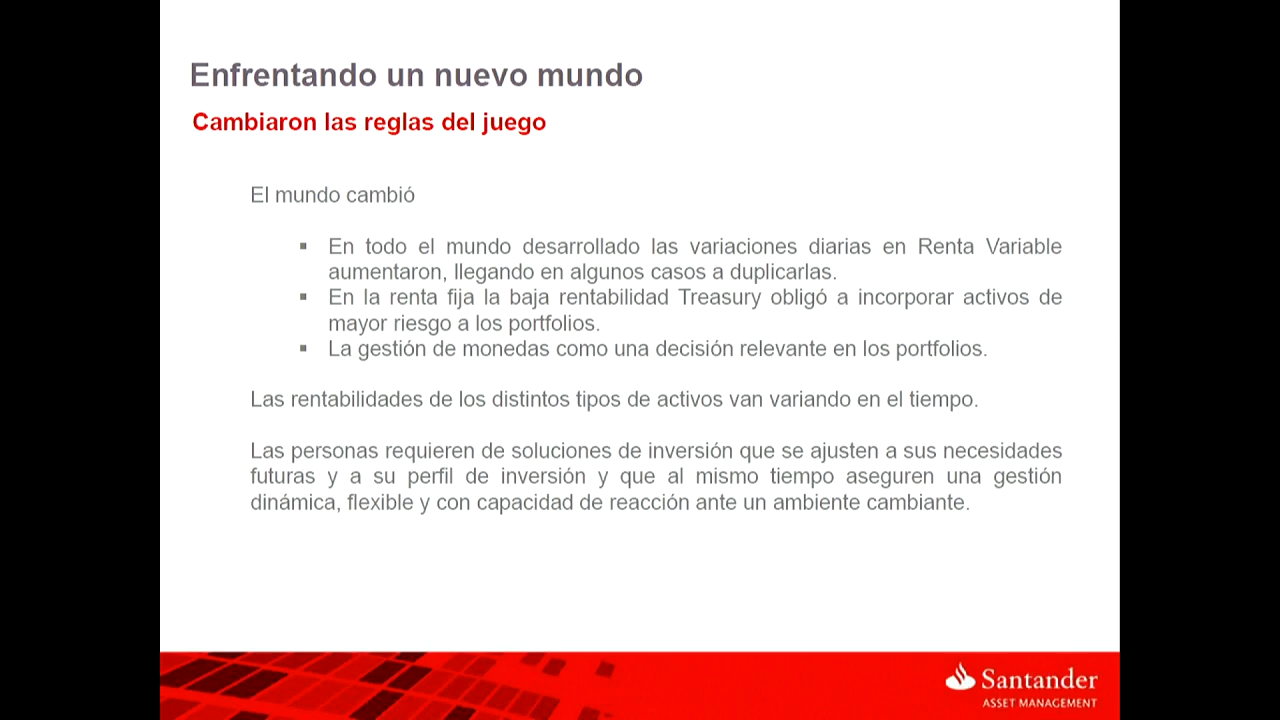 Enfrentando un nuevo mundo
Cambiaron las reglas del juego
El mundo cambió
▪ En todo el mundo desarrollado las variaciones diarias en Renta Variable
aumentaron, llegando en algunos casos a duplicarlas.
▪ En la renta fija la baja rentabilidad Treasury obligó a incorporar activos de
mayor riesgo a los portfolios.
▪ La gestión de monedas como una decisión relevante en los portfolios.
Las rentabilidades de los distintos tipos de activos van variando en el tiempo.
Las personas requieren de soluciones de inversión que se ajusten a sus necesidades
futuras y a su perfil de inversión y que al mismo tiempo aseguren una gestión
dinámica, flexible y con capacidad de reacción ante un ambiente cambiante.
Santander
ASSET MANAGEMENT